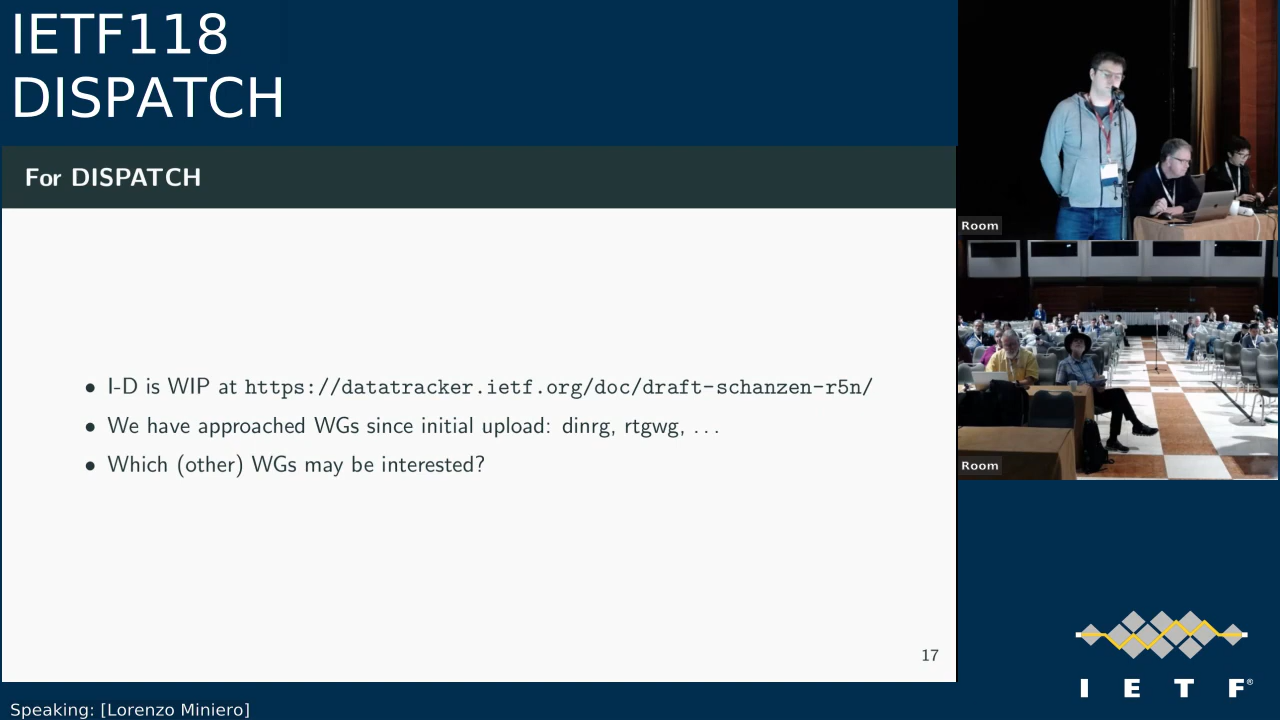 IETF118
DISPATCH
For DISPATCH
• I-D is WIP at https://datatracker.ietf.org/doc/draft-schanzen-r5n/
• We have approached WGs since initial upload: dinrg, rtgwg, ...
• Which (other) WGs may be interested?
17
Room
Room
I E T F®
Speaking: [Lorenzo Miniero]